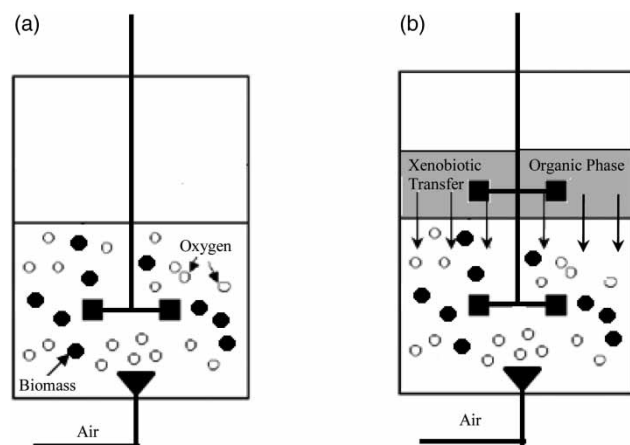 (a)
Oxygen
Biomass
Air
(b)
Xenobiotic
Transfer
Organic Phase
Air